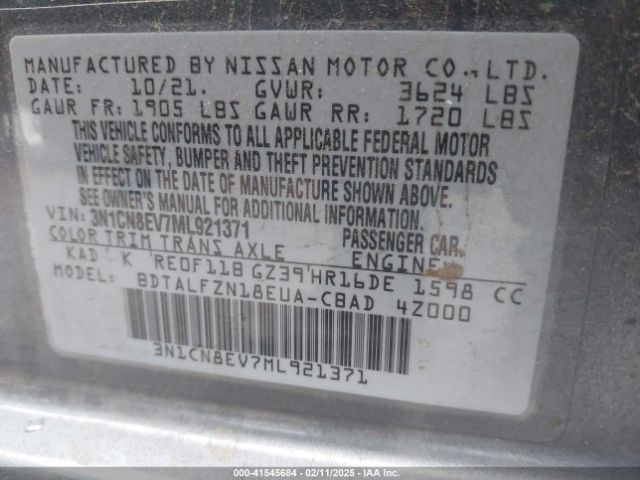 MANUFACTURED BY NISSAN MOTOR CO., LTD.
DATE: 10/21. GVWR: 3624 LBS
GAWR FR: 1905 LBS GAWR RR: 1720 LBS
THIS VEHICLE CONFORMS TO ALL APPLICABLE FEDERAL MOTOR
VEHICLE SAFETY, BUMPER AND THEFT PREVENTION STANDARDS
IN EFFECT ON THE DATE OF MANUFACTURE SHOWN ABOVE.
SEE OWNER'S MANUAL FOR ADDITIONAL INFORMATION.
VIN: 3N1CN8EV7ML921371 PASSENGER CAR.
COLOR TRIM TRANS AXLE ENGINE
KAD K RE0F11B GZ39 HR16DE 1598 CC
MODEL: BDTALFZN18EUA-CBAD 4Z000
3N1CN8EV7ML921371
000-41545684 - 02/11/2025 - IAA Inc.